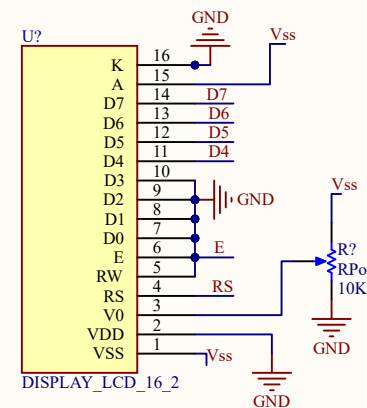 GND
U?
Vss
K 16
A 15
D7 14 D7
D6 13 D6
D5 12 D5
D4 11 D4
D3 10
D2 9 GND
D1 8
D0 7
E 6 E
RW 5
RS 4 RS
V0 3
VDD 2
VSS 1 Vss
DISPLAY_LCD_16_2
GND
Vss
R?
RPo
10K
GND